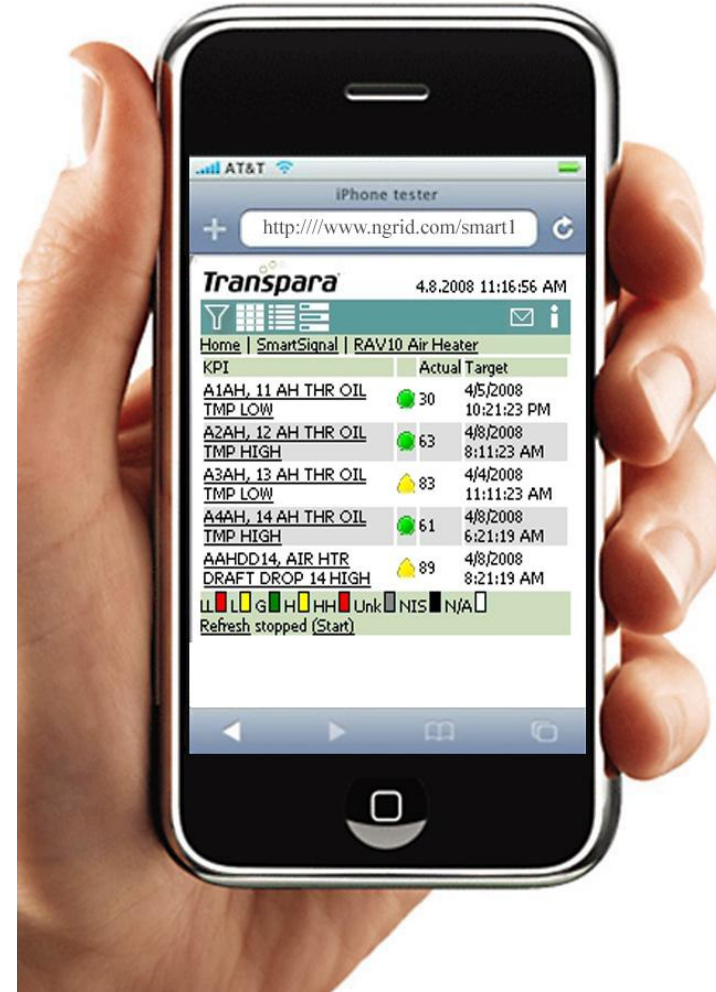 AT&T
iPhone tester
http:////www.ngrid.com/smart1
Transpara
4.8.2008 11:16:56 AM
Home | SmartSignal | RAV10 Air Heater
KPI Actual Target
A1AH, 11 AH THR OIL
TMP LOW
30
4/5/2008
10:21:23 PM
A2AH, 12 AH THR OIL
TMP HIGH
63
4/8/2008
8:11:23 AM
A3AH, 13 AH THR OIL
TMP LOW
83
4/4/2008
11:11:23 AM
A4AH, 14 AH THR OIL
TMP HIGH
61
4/8/2008
6:21:19 AM
AAHDD14, AIR HTR
DRAFT DROP 14 HIGH
89
4/8/2008
8:21:19 AM
LL L G H HH Unk NIS N/A
Refresh stopped (Start)